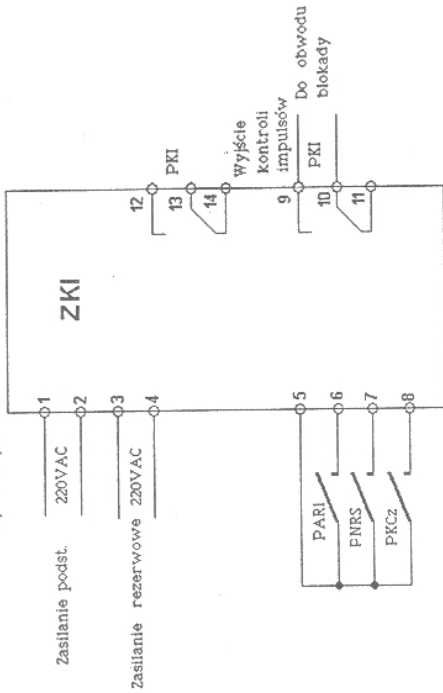 ZKI
Zasilanie podst.
220VAC
1
2
Zasilanie rezerwowe
220VAC
3
4
5
6
7
8
PAR1
PNRS
PKCz
12
13
14
PKI
Wyjście
kontroli
impulsów
9
10
11
PKI
Do obwodu
blokady